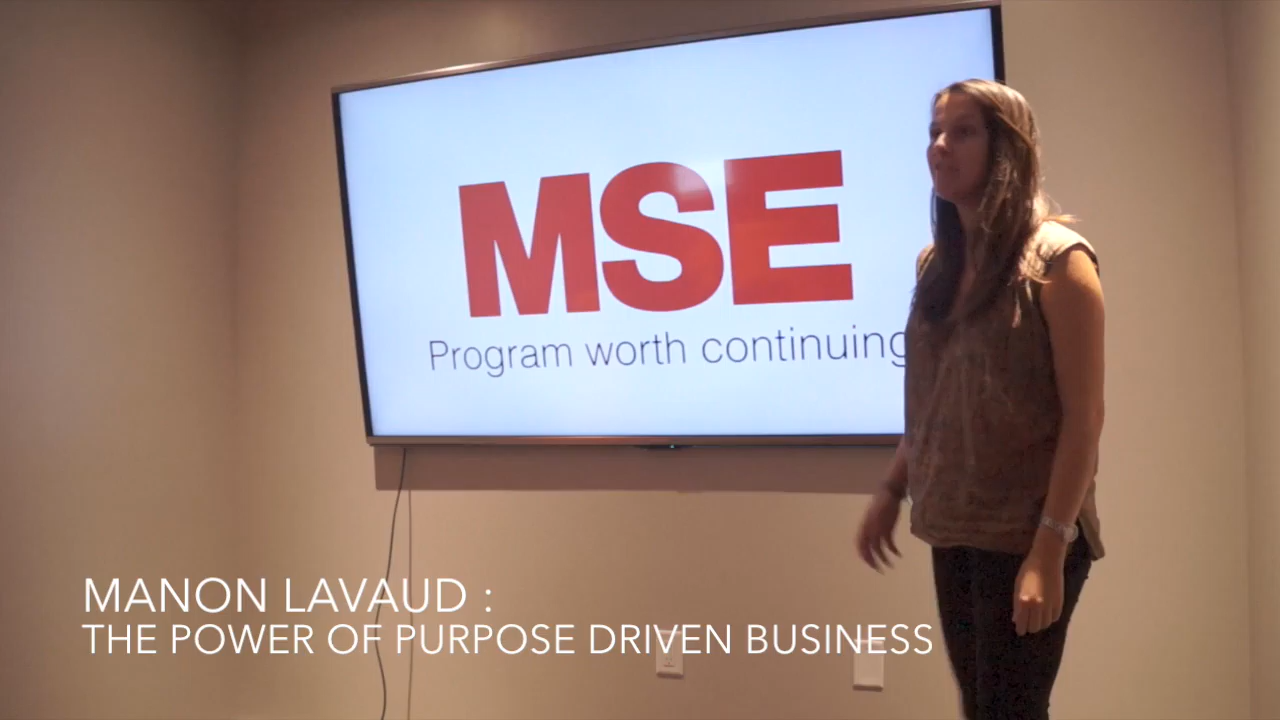 MSE
Program worth continuing
MANON LAVAUD :
THE POWER OF PURPOSE DRIVEN BUSINESS